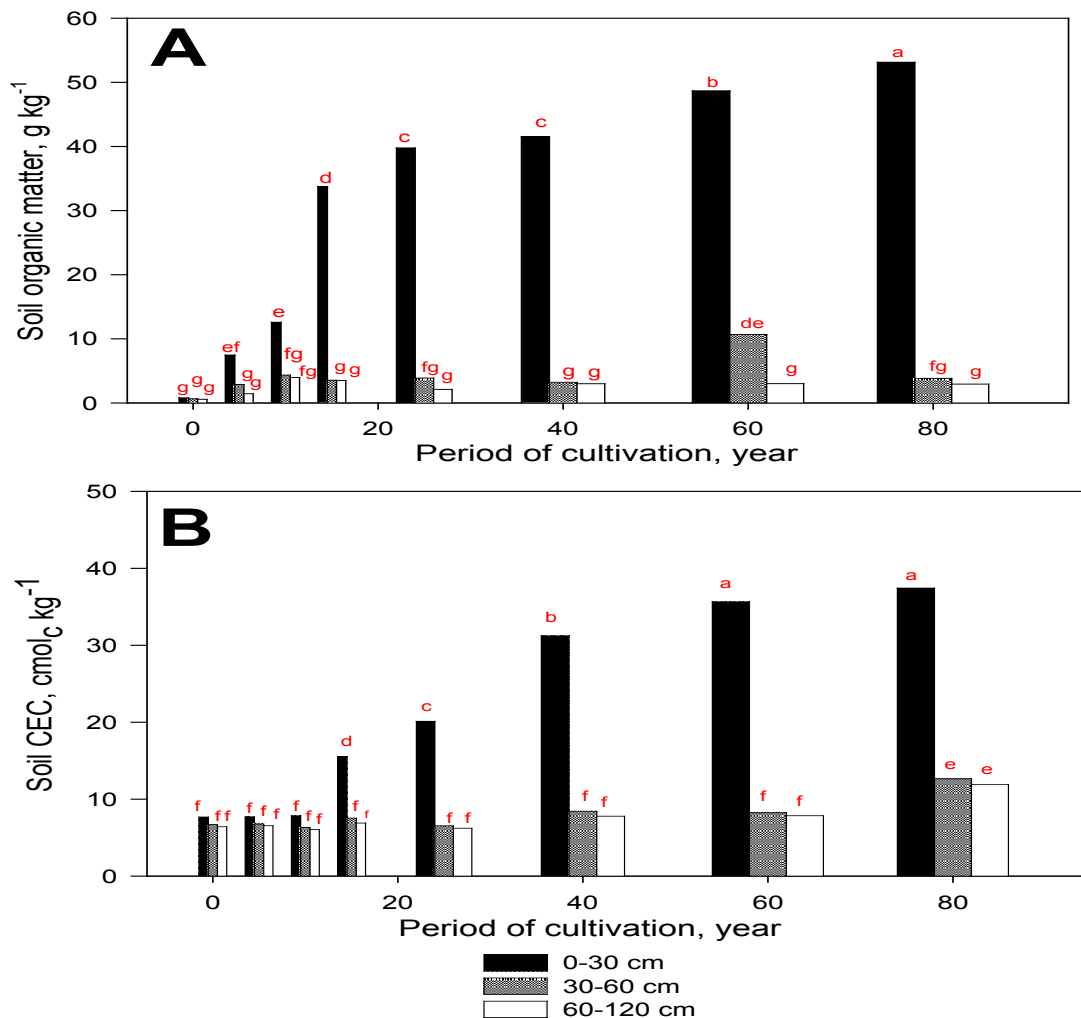 A
Soil organic matter, g kg-1
60
50
40
30
20
10
0
g g g
ef g g
e fg fg
d g g
c fg g
c g g
b de g
a fg g
0 20 40 60 80
Period of cultivation, year
B
Soil CEC, cmolc kg-1
50
40
30
20
10
0
f f f
f f f
f f f
d f f
c f f
b f f
a f f
a e e
0 20 40 60 80
Period of cultivation, year
0-30 cm
30-60 cm
60-120 cm